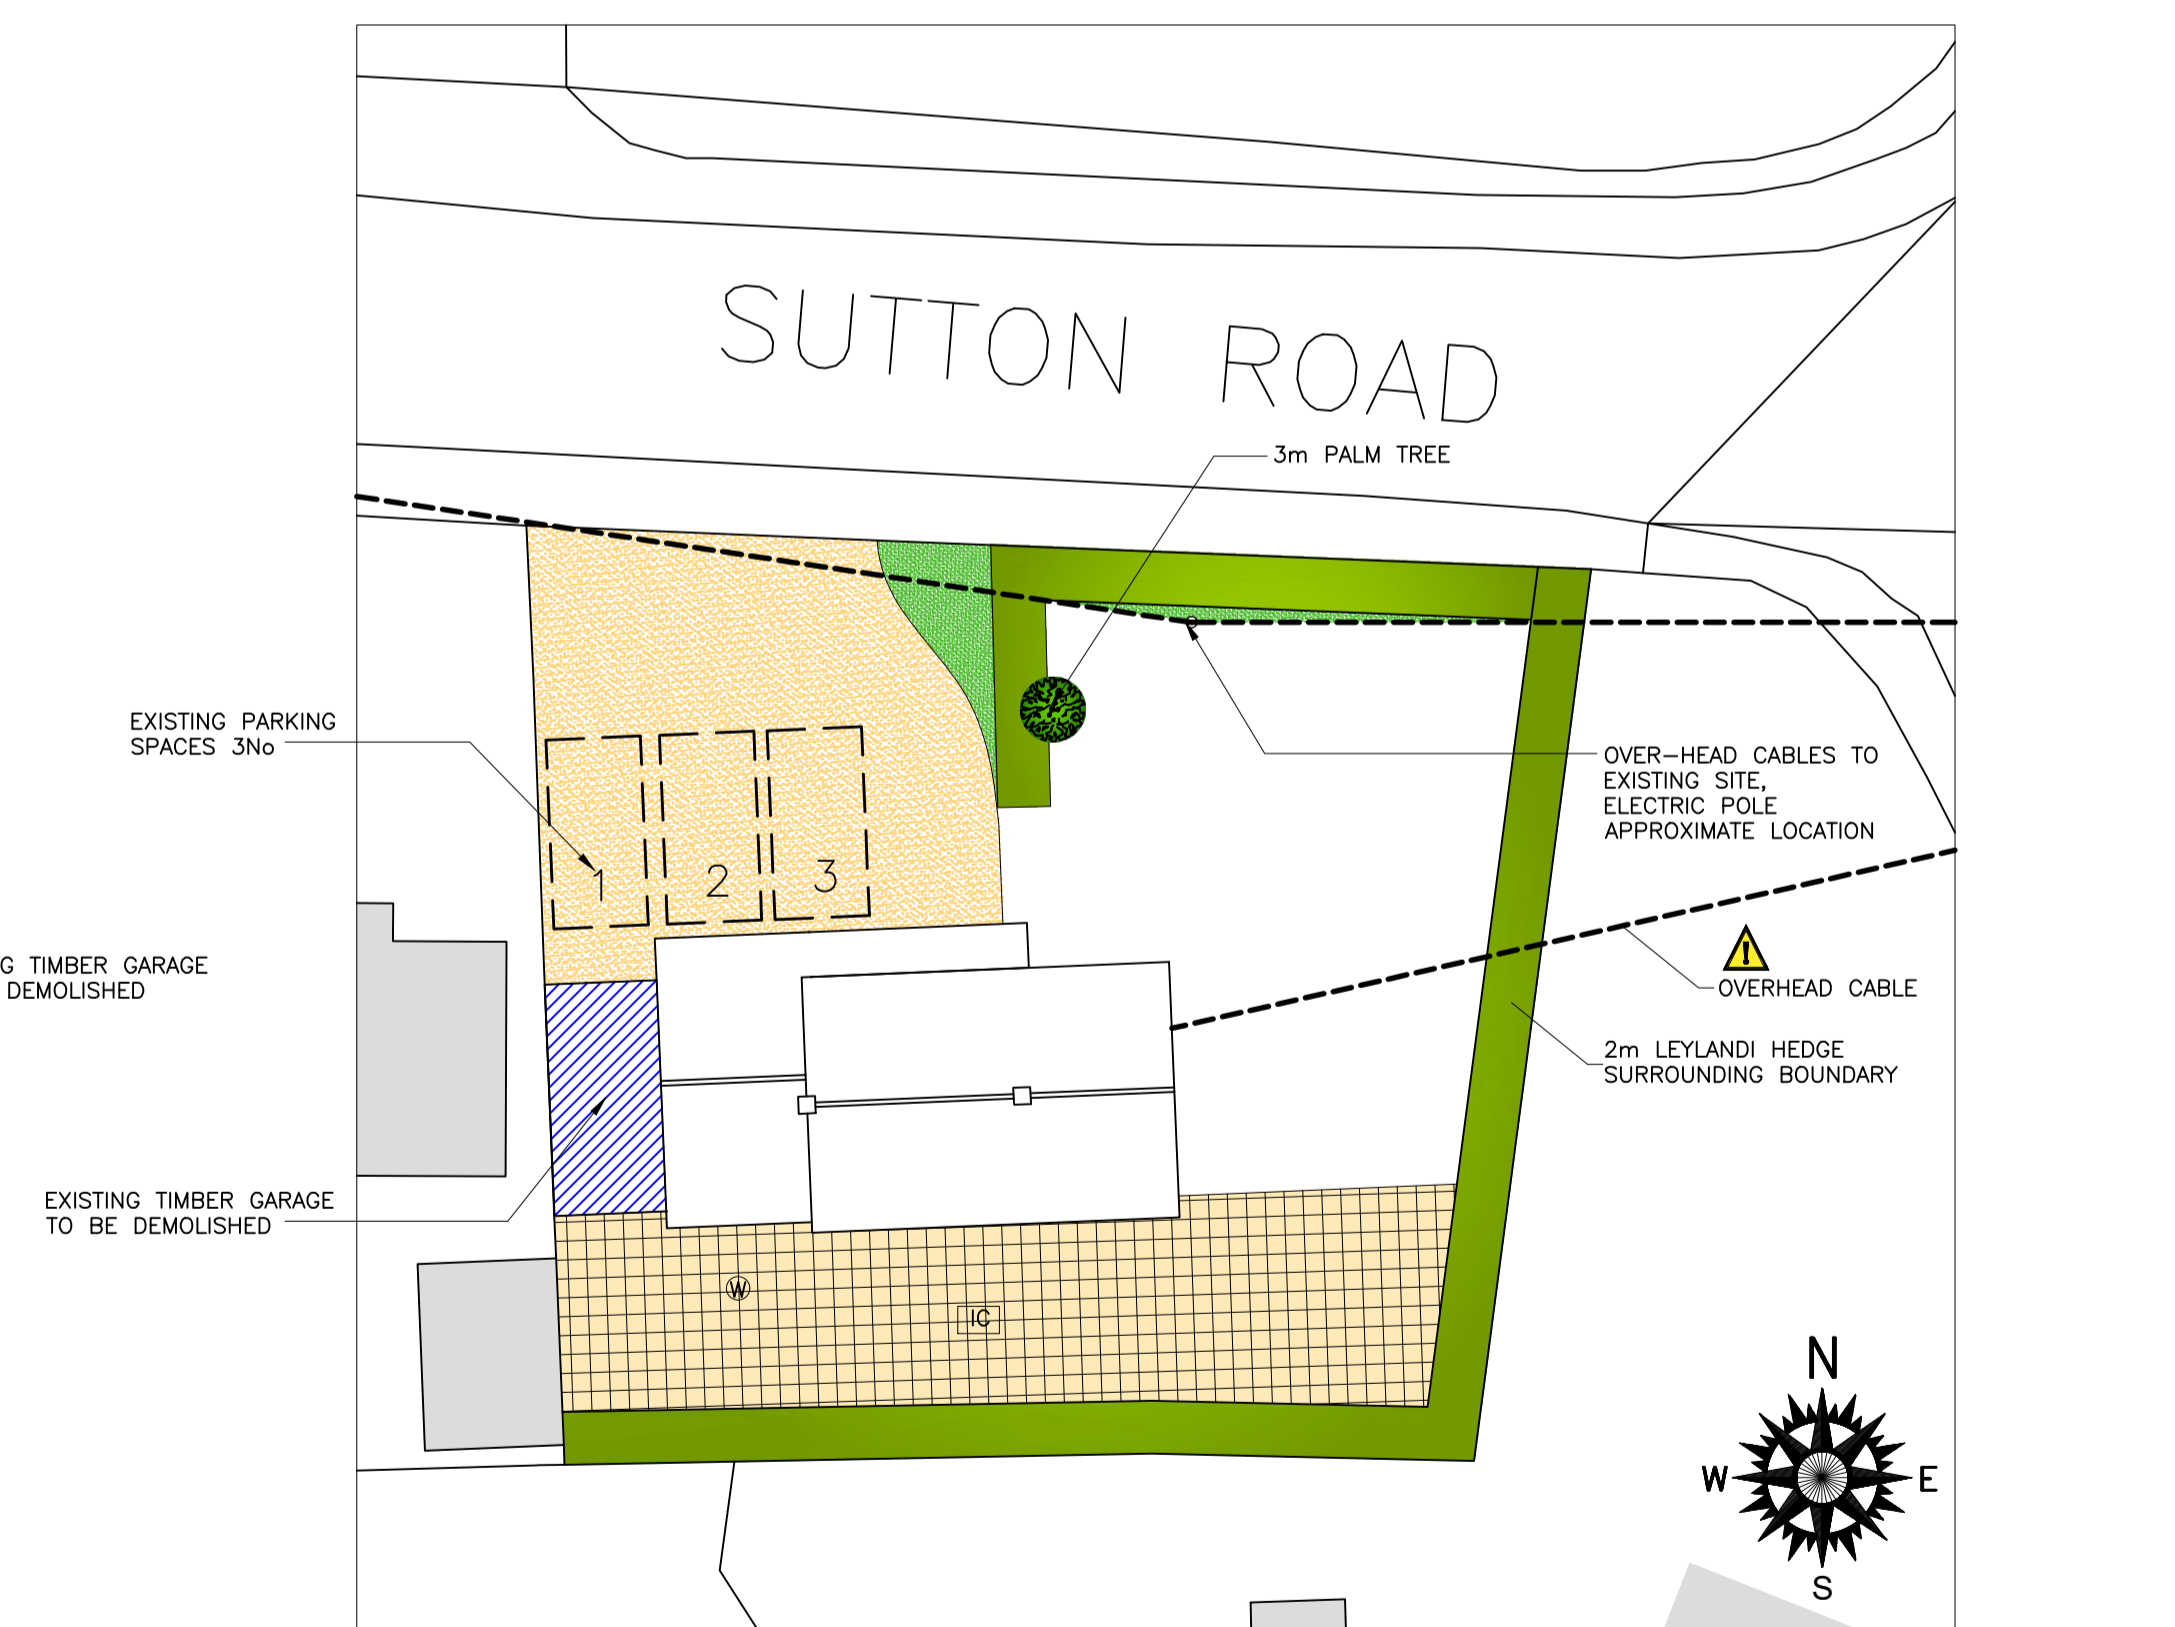 SUTTON ROAD
3m PALM TREE
EXISTING PARKING
SPACES 3No
1
2
3
OVER-HEAD CABLES TO
EXISTING SITE,
ELECTRIC POLE
APPROXIMATE LOCATION
G TIMBER GARAGE
DEMOLISHED
!
OVERHEAD CABLE
2m LEYLANDI HEDGE
SURROUNDING BOUNDARY
EXISTING TIMBER GARAGE
TO BE DEMOLISHED
W
IC
N
W
E
S